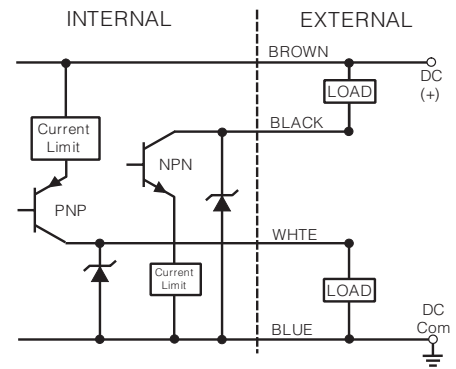 INTERNAL
EXTERNAL
BROWN
DC
(+)
LOAD
BLACK
Current
Limit
NPN
PNP
WHTE
Current
Limit
LOAD
DC
Com
BLUE